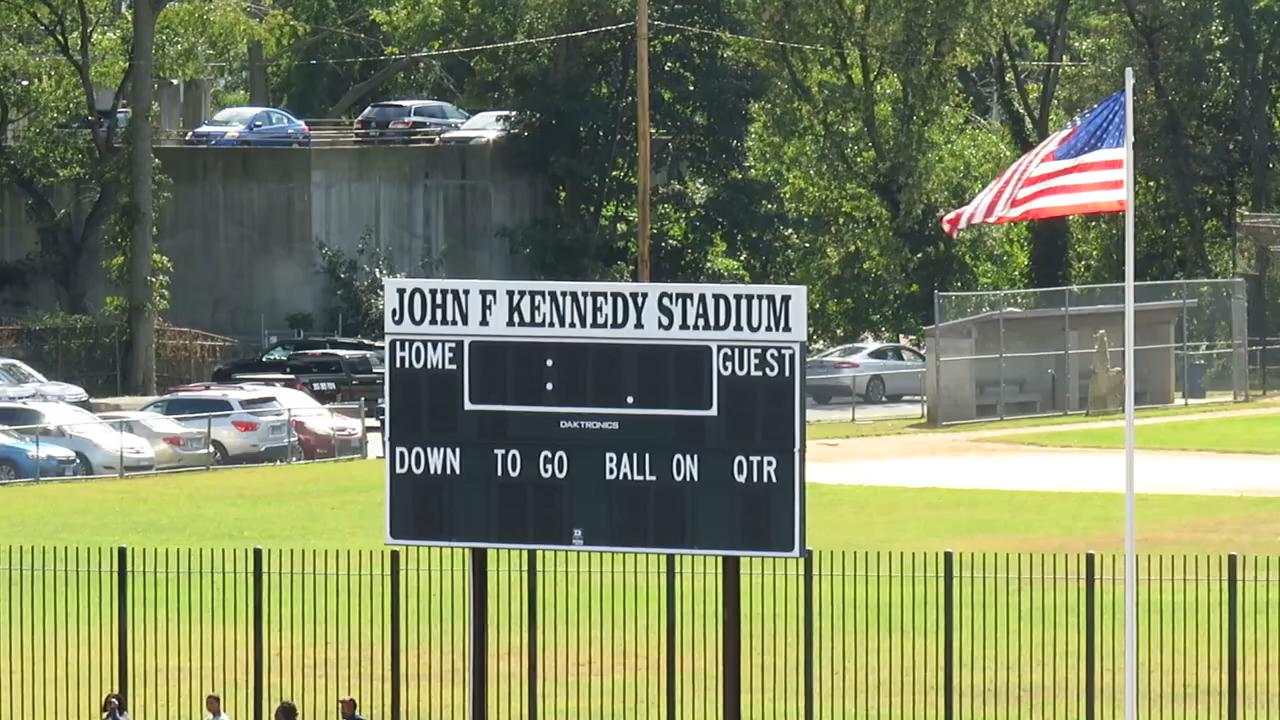 JOHN F KENNEDY STADIUM
HOME GUEST
DAKTRONICS
DOWN TO GO BALL ON QTR